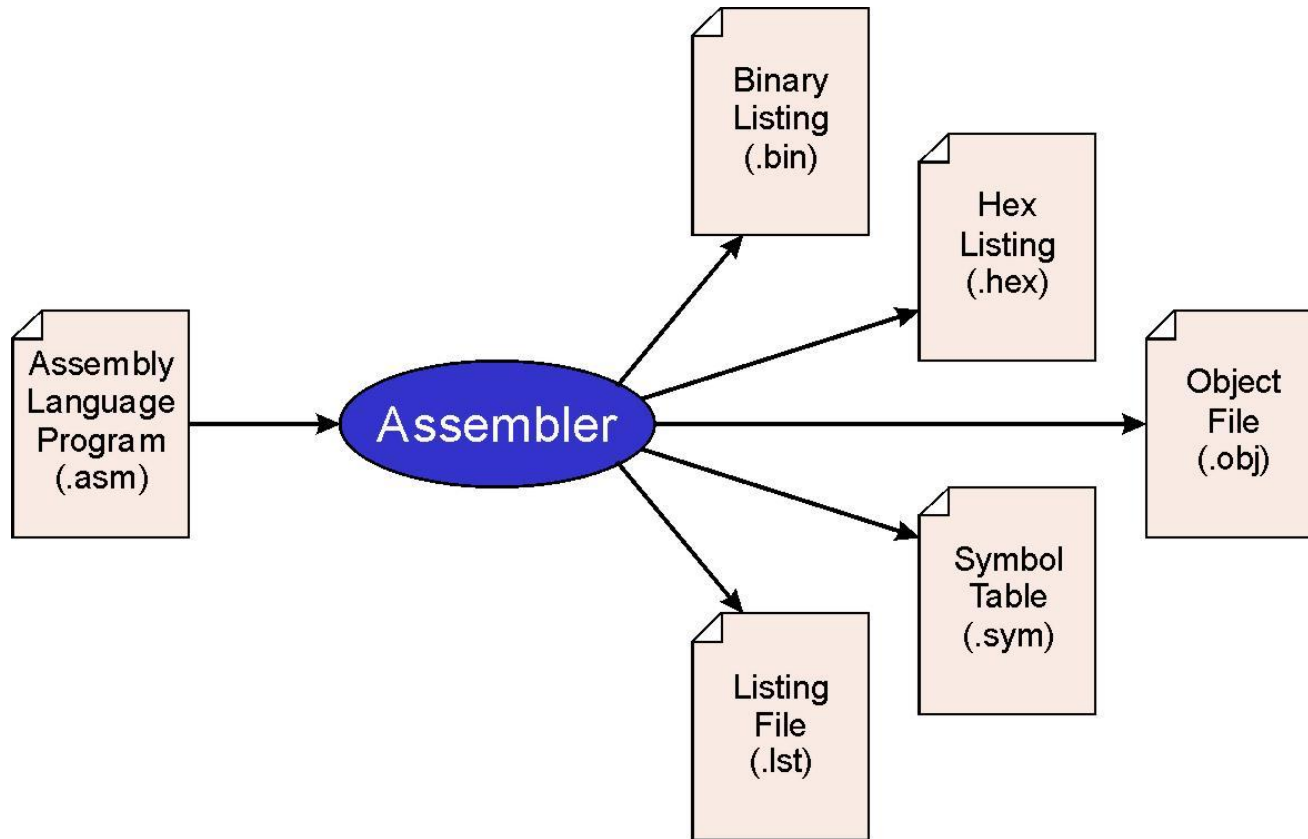 Assembly
Language
Program
(.asm)
Assembler
Binary
Listing
(.bin)
Hex
Listing
(.hex)
Object
File
(.obj)
Symbol
Table
(.sym)
Listing
File
(.lst)